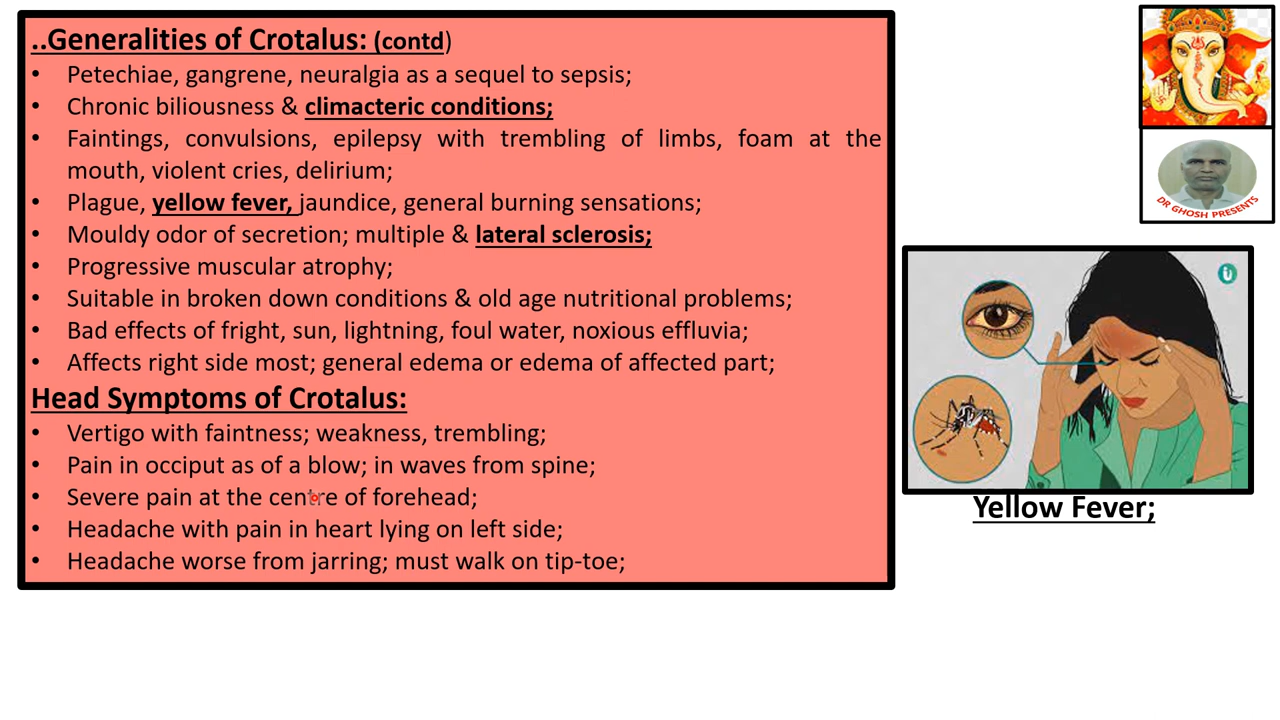 ..Generalities of Crotalus: (contd)
• Petechiae, gangrene, neuralgia as a sequel to sepsis;
• Chronic biliousness & climacteric conditions;
• Faintings, convulsions, epilepsy with trembling of limbs, foam at the
mouth, violent cries, delirium;
• Plague, yellow fever, jaundice, general burning sensations;
• Mouldy odor of secretion; multiple & lateral sclerosis;
• Progressive muscular atrophy;
• Suitable in broken down conditions & old age nutritional problems;
• Bad effects of fright, sun, lightning, foul water, noxious effluvia;
• Affects right side most; general edema or edema of affected part;
Head Symptoms of Crotalus:
• Vertigo with faintness; weakness, trembling;
• Pain in occiput as of a blow; in waves from spine;
• Severe pain at the centre of forehead;
• Headache with pain in heart lying on left side;
• Headache worse from jarring; must walk on tip-toe;
DR GHOSH PRESENTS
Yellow Fever;